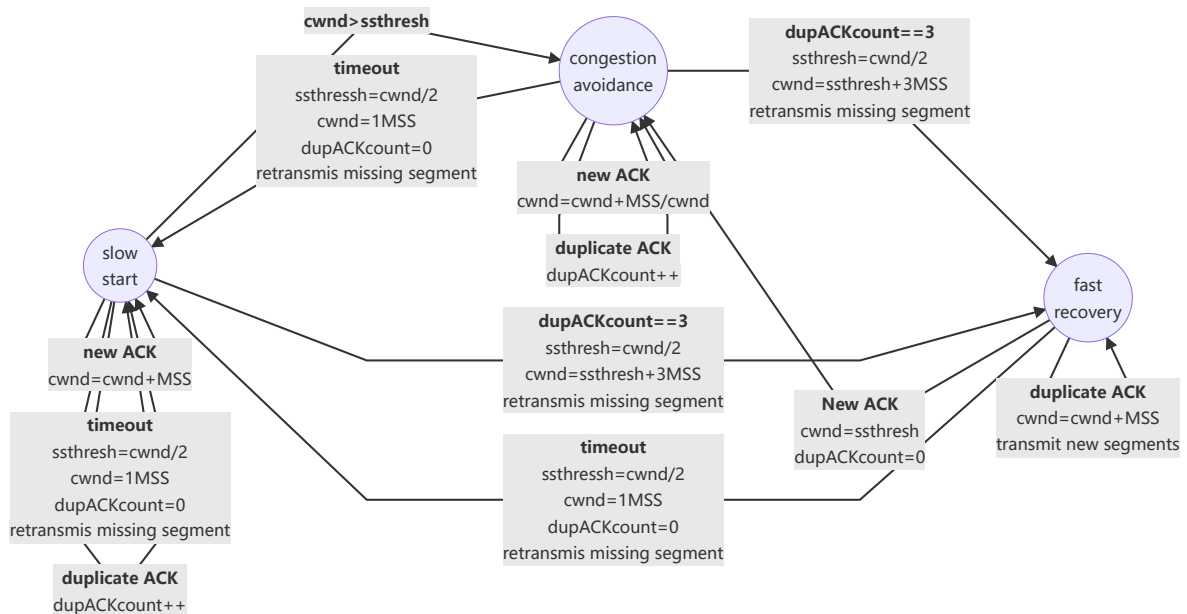 cwnd>ssthresh
congestion
avoidance
dupACKcount==3
ssthresh=cwnd/2
cwnd=ssthresh+3MSS
retransmis missing segment
timeout
ssthressh=cwnd/2
cwnd=1MSS
dupACKcount=0
retransmis missing segment
new ACK
cwnd=cwnd+MSS/cwnd
duplicate ACK
dupACKcount++
slow
start
fast
recovery
new ACK
cwnd=cwnd+MSS
timeout
ssthresh=cwnd/2
cwnd=1MSS
dupACKcount=0
retransmis missing segment
duplicate ACK
dupACKcount++
dupACKcount==3
ssthresh=cwnd/2
cwnd=ssthresh+3MSS
retransmis missing segment
timeout
ssthressh=cwnd/2
cwnd=1MSS
dupACKcount=0
retransmis missing segment
New ACK
cwnd=ssthresh
dupACKcount=0
duplicate ACK
cwnd=cwnd+MSS
transmit new segments